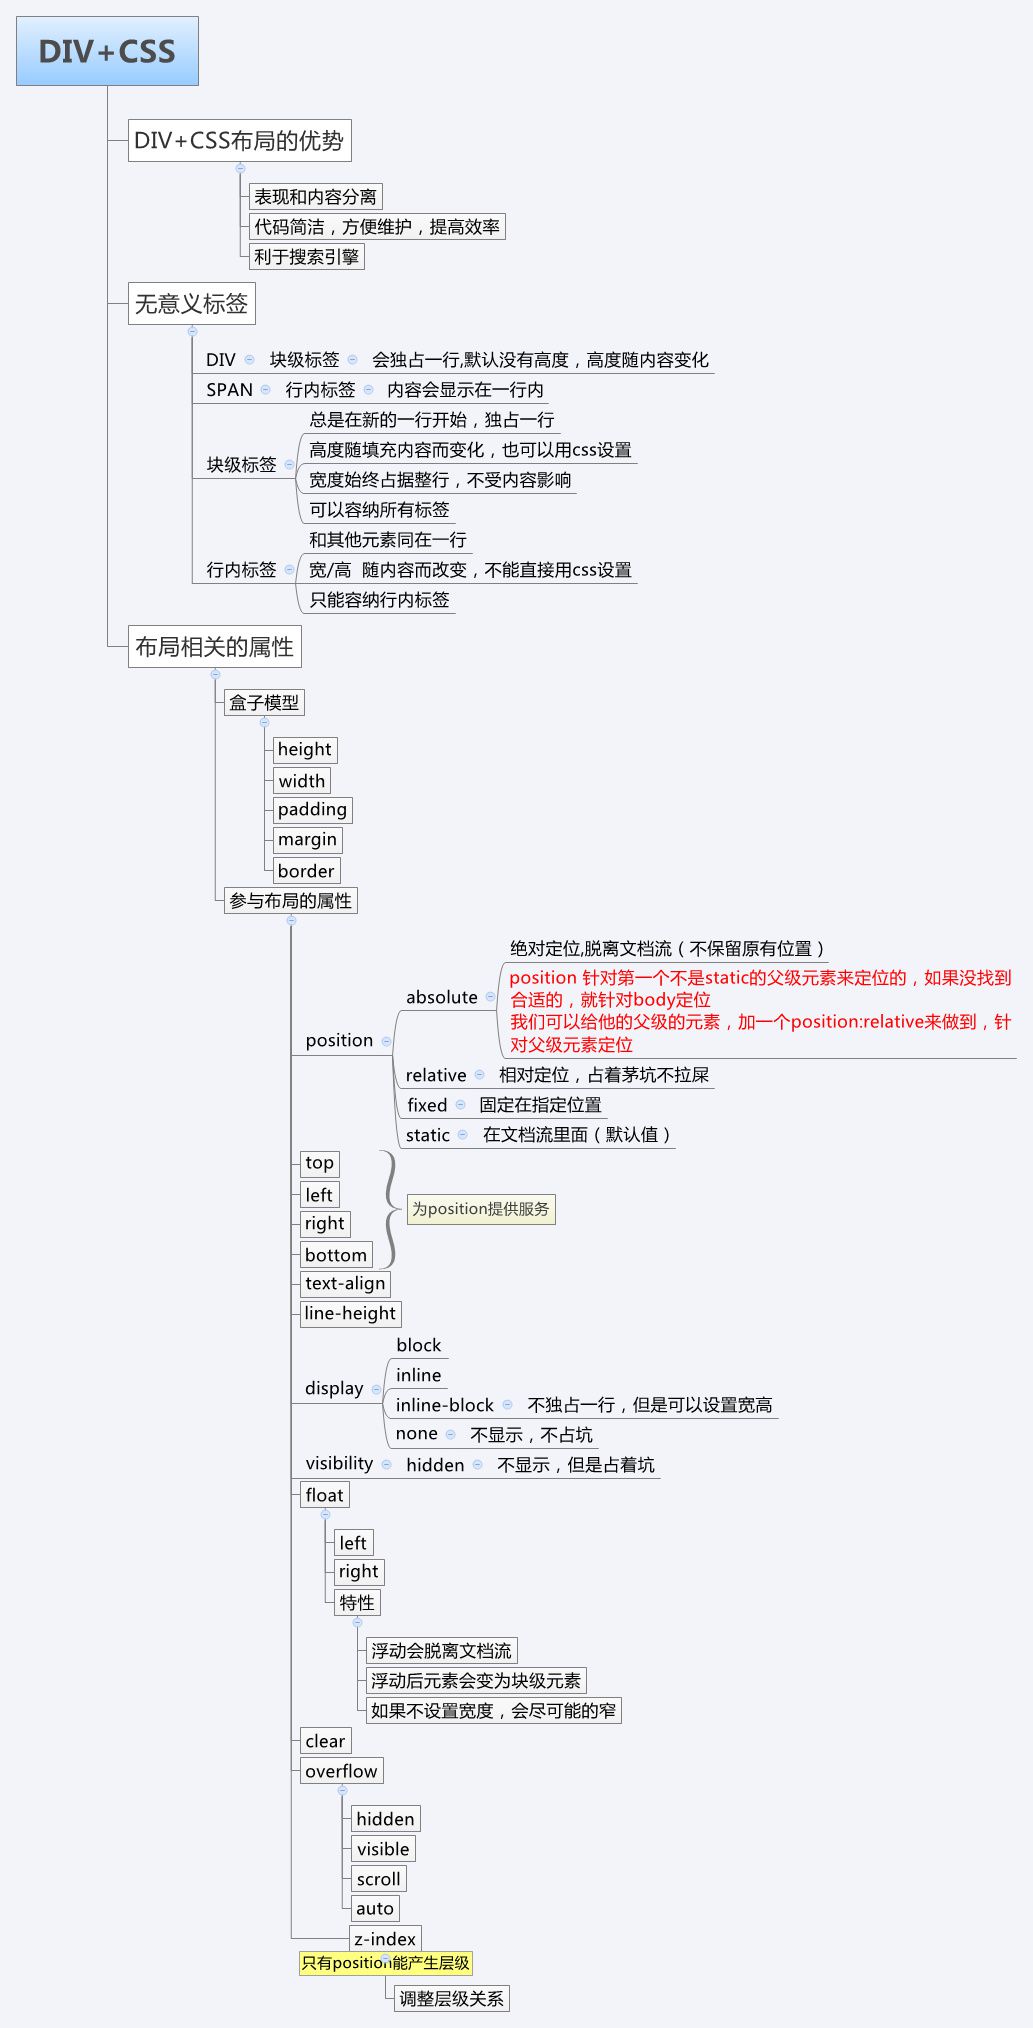 DIV+CSS
DIV+CSS布局的优势
表现和内容分离
代码简洁，方便维护，提高效率
利于搜索引擎
无意义标签
DIV 块级标签 会独占一行,默认没有高度，高度随内容变化
SPAN 行内标签 内容会显示在一行内
块级标签
总是在新的一行开始，独占一行
高度随填充内容而变化，也可以用css设置
宽度始终占据整行，不受内容影响
可以容纳所有标签
行内标签
和其他元素同在一行
宽/高 随内容而改变，不能直接用css设置
只能容纳行内标签
布局相关的属性
盒子模型
height
width
padding
margin
border
参与布局的属性
position
absolute
绝对定位,脱离文档流（不保留原有位置）
position 针对第一个不是static的父级元素来定位的，如果没找到
合适的，就针对body定位
我们可以给他的父级的元素，加一个position:relative来做到，针
对父级元素定位
relative 相对定位，占着茅坑不拉屎
fixed 固定在指定位置
static 在文档流里面（默认值）
top
left
right
bottom
为position提供服务
text-align
line-height
display
block
inline
inline-block 不独占一行，但是可以设置宽高
none 不显示，不占坑
visibility hidden 不显示，但是占着坑
float
left
right
特性
浮动会脱离文档流
浮动后元素会变为块级元素
如果不设置宽度，会尽可能的窄
clear
overflow
hidden
visible
scroll
auto
z-index
只有position能产生层级
调整层级关系